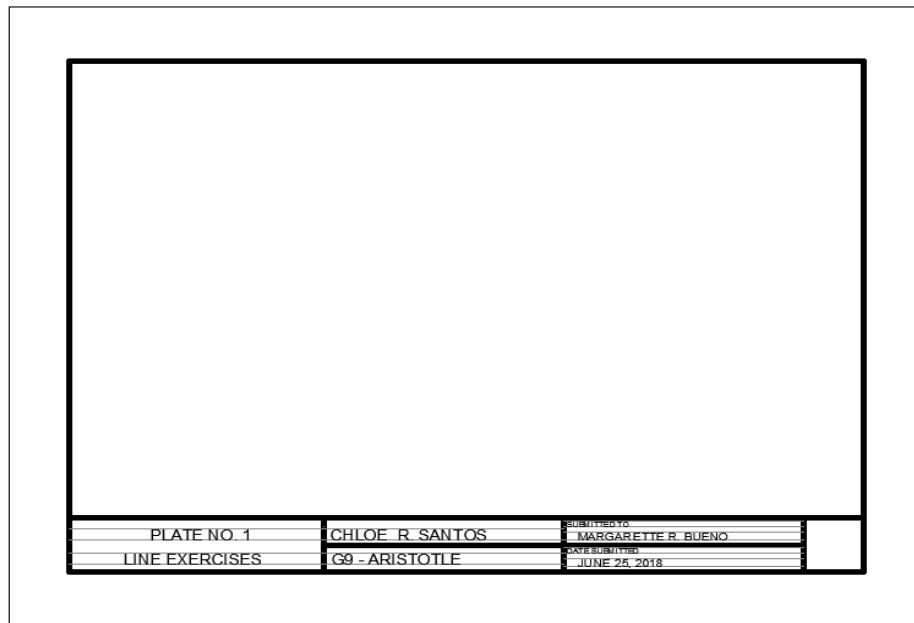 PLATE NO. 1
LINE EXERCISES
CHLOE R. SANTOS
G9 - ARISTOTLE
SUBMITTED TO
MARGARETTE R. BUENO
DATE SUBMITTED
JUNE 25, 2018